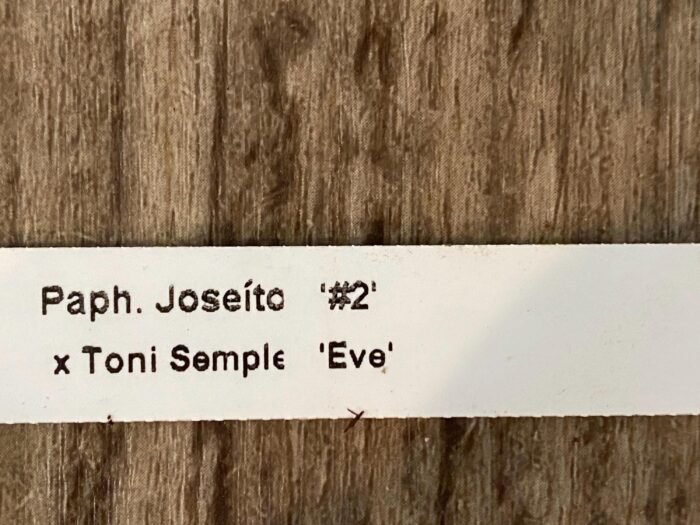 Paph. Joseíto '#2'
x Toni Semple 'Eve'